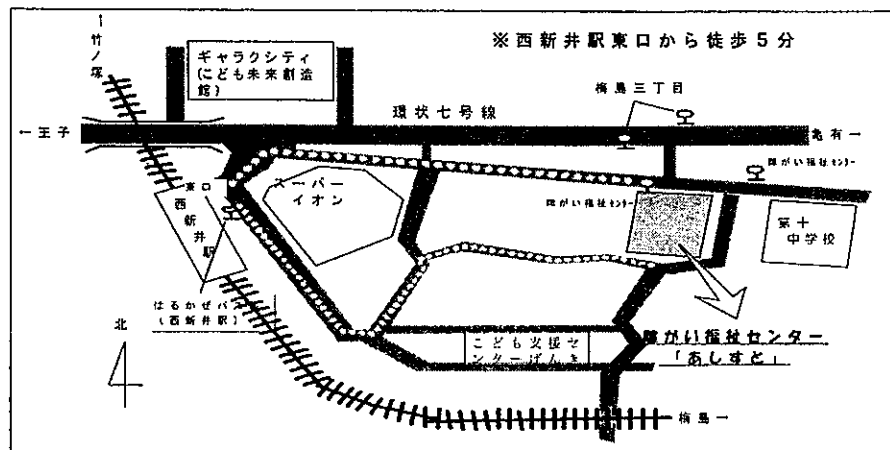 ※西新井駅東口から徒歩5分
↑竹ノ塚
ギャラクシティ
(こども未来創造
館)
梅島三丁目
環状七号線
←王子
亀有→
障がい福祉センター
東口
西新井駅
スーパー
イオン
障がい福祉センター
第十
中学校
はるかぜバス
(西新井駅)
北
こども支援セ
ンターげんき
障がい福祉センター
「あしすと」
梅島→